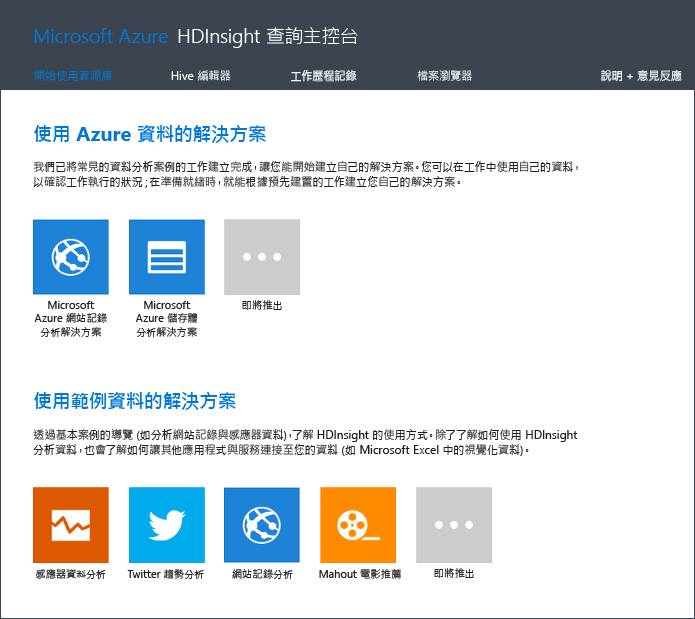 Microsoft Azure HDInsight 查詢主控台
開始使用資源庫 Hive 編輯器 工作歷程記錄 檔案瀏覽器 說明 + 意見反應
使用 Azure 資料的解決方案
我們已將常見的資料分析案例的工作建立完成,讓您能開始建立自己的解決方案。您可以在工作中使用自己的資料,
以確認工作執行的狀況;在準備就緒時,就能根據預先建置的工作建立您自己的解決方案。
Microsoft
Azure 網站記錄
分析解決方案
Microsoft
Azure 儲存體
分析解決方案
即將推出
使用範例資料的解決方案
透過基本案例的導覽 (如分析網站記錄與感應器資料),了解 HDInsight 的使用方式。除了了解如何使用 HDInsight
分析資料,也會了解如何讓其他應用程式與服務連接至您的資料 (如 Microsoft Excel 中的視覺化資料)。
感應器資料分析
Twitter 趨勢分析
網站記錄分析
Mahout 電影推薦
即將推出